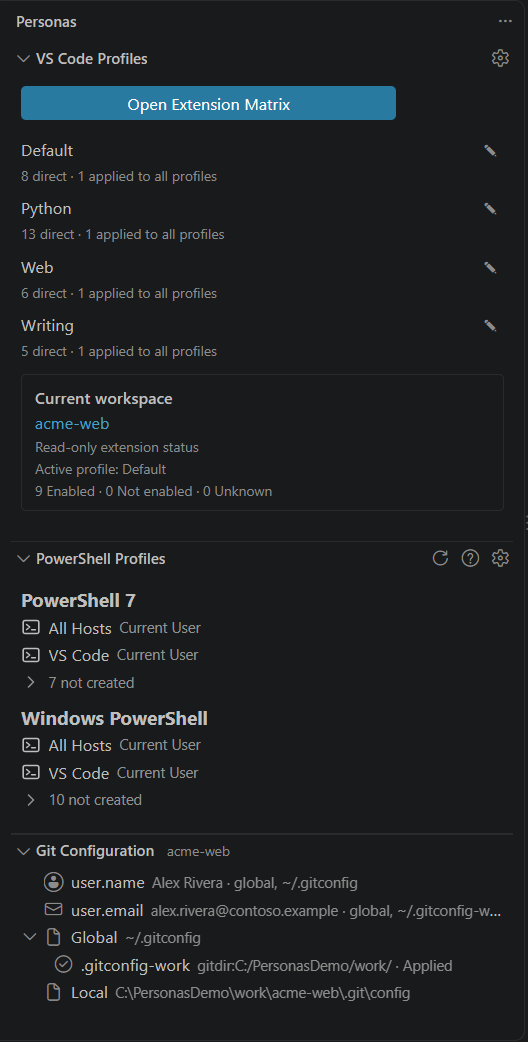 Personas
VS Code Profiles
Open Extension Matrix
Default
8 direct · 1 applied to all profiles
Python
13 direct · 1 applied to all profiles
Web
6 direct · 1 applied to all profiles
Writing
5 direct · 1 applied to all profiles
Current workspace
acme-web
Read-only extension status
Active profile: Default
9 Enabled · 0 Not enabled · 0 Unknown
PowerShell Profiles
PowerShell 7
All Hosts Current User
VS Code Current User
7 not created
Windows PowerShell
All Hosts Current User
VS Code Current User
10 not created
Git Configuration acme-web
user.name Alex Rivera · global, ~/.gitconfig
user.email alex.rivera@contoso.example · global, ~/.gitconfig-w...
Global ~/.gitconfig
.gitconfig-work gitdir:C:/PersonasDemo/work/ · Applied
Local C:\PersonasDemo\work\acme-web\.git\config